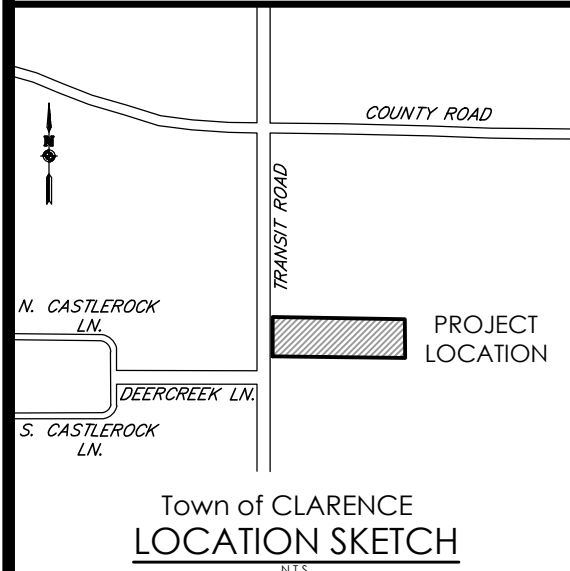 COUNTY ROAD
N
TRANSIT ROAD
N. CASTLEROCK
LN.
PROJECT
LOCATION
DEERCREEK LN.
S. CASTLEROCK
LN.
Town of CLARENCE
LOCATION SKETCH
N.T.S.